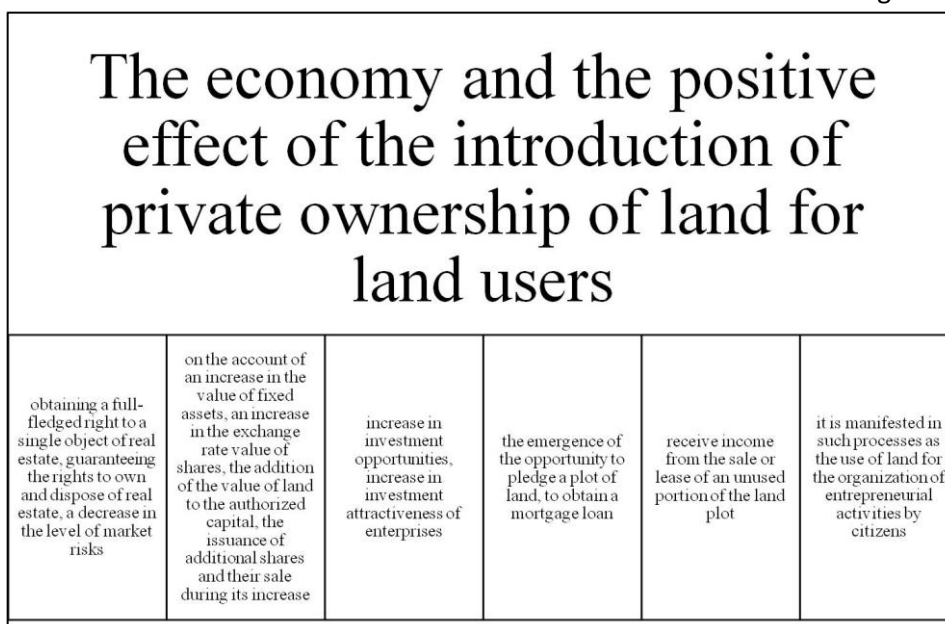 The economy and the positive
effect of the introduction of
private ownership of land for
land users
obtaining a full-
fledged right to a
single object of real
estate, guaranteeing
the rights to own
and dispose of real
estate, a decrease in
the level of market
risks
on the account of
an increase in the
value of fixed
assets, an increase
in the exchange
rate value of
shares, the addition
of the value of land
to the authorized
capital, the
issuance of
additional shares
and their sale
during its increase
increase in
investment
opportunities,
increase in
investment
attractiveness of
enterprises
the emergence of
the opportunity to
pledge a plot of
land, to obtain a
mortgage loan
receive income
from the sale or
lease of an unused
portion of the land
plot
it is manifested in
such processes as
the use of land for
the organization of
entrepreneurial
activities by
citizens